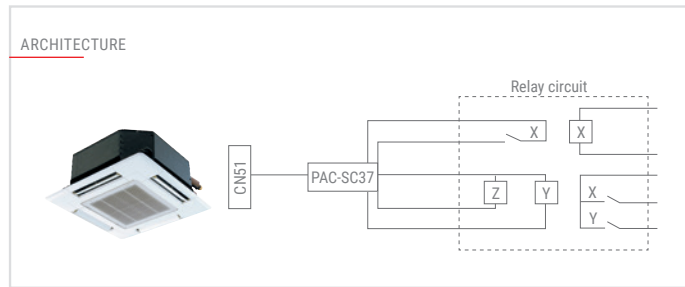 ARCHITECTURE
Relay circuit
CN51
PAC-SC37
X
X
Z
Y
X
Y